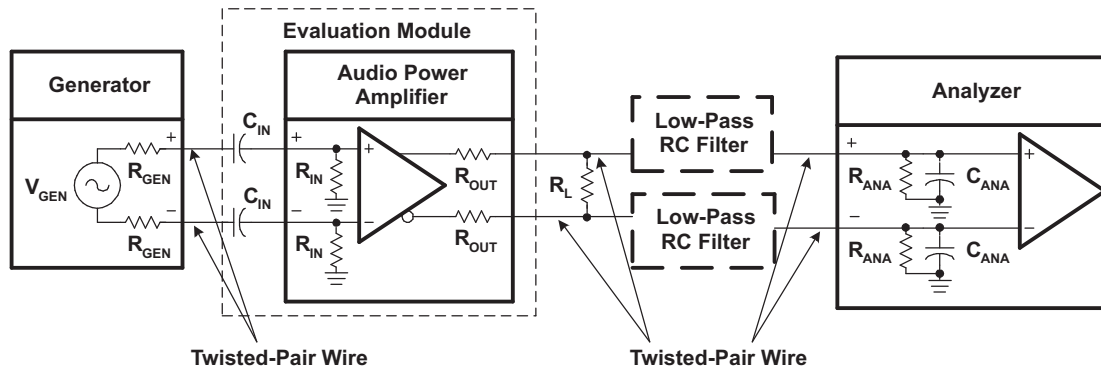 Evaluation Module
Generator
Audio Power
Amplifier
Analyzer
Low-Pass
RC Filter
C_IN
+
+
+
+
R_GEN
R_IN
R_OUT
R_L
R_ANA
C_ANA
V_GEN
C_IN
−
−
−
−
Low-Pass
RC Filter
R_GEN
R_IN
R_OUT
R_ANA
C_ANA
Twisted-Pair Wire
Twisted-Pair Wire